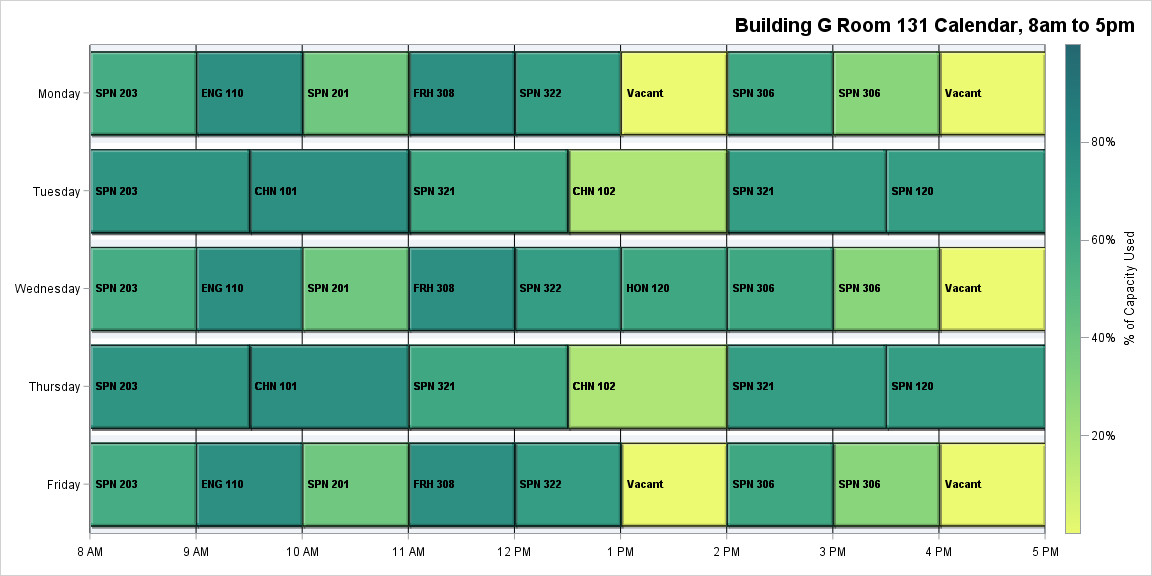 Building G Room 131 Calendar, 8am to 5pm
Monday
SPN 203
ENG 110
SPN 201
FRH 308
SPN 322
Vacant
SPN 306
SPN 306
Vacant
Tuesday
SPN 203
CHN 101
SPN 321
CHN 102
SPN 321
SPN 120
Wednesday
SPN 203
ENG 110
SPN 201
FRH 308
SPN 322
HON 120
SPN 306
SPN 306
Vacant
Thursday
SPN 203
CHN 101
SPN 321
CHN 102
SPN 321
SPN 120
Friday
SPN 203
ENG 110
SPN 201
FRH 308
SPN 322
Vacant
SPN 306
SPN 306
Vacant
8 AM
9 AM
10 AM
11 AM
12 PM
1 PM
2 PM
3 PM
4 PM
5 PM
80%
60%
40%
20%
% of Capacity Used